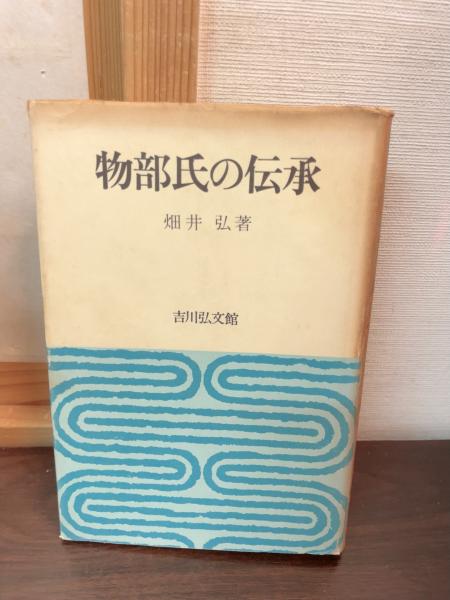 物部氏の伝承
畑井 弘著
吉川弘文館